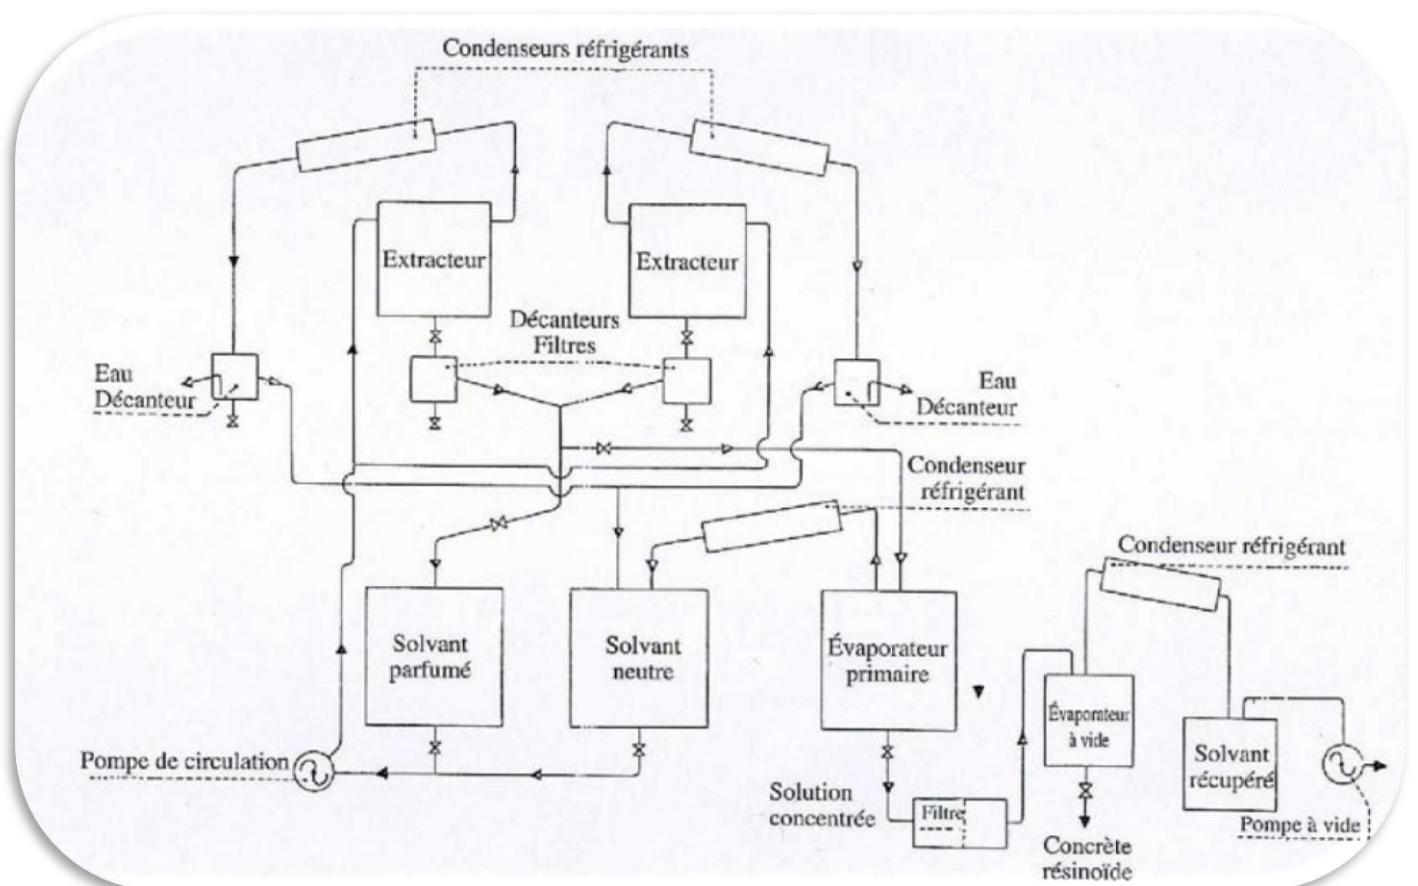 Condenseurs réfrigérants
Extracteur
Extracteur
Décanteurs
Filtres
Eau
Décanteur
Eau
Décanteur
Condenseur
réfrigérant
Condenseur réfrigérant
Solvant
parfumé
Solvant
neutre
Évaporateur
primaire
Évaporateur
à vide
Solvant
récupéré
Pompe de circulation
Solution
concentrée
Filtre
Pompe à vide
Concrète
résinoïde